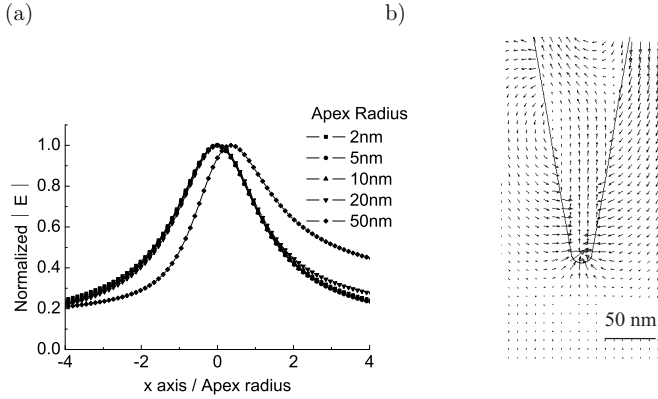 (a)
b)
Apex Radius
2nm
5nm
10nm
20nm
50nm
Normalized | E |
1.0
0.8
0.6
0.4
0.2
0.0
-4
-2
0
2
4
x axis / Apex radius
50 nm